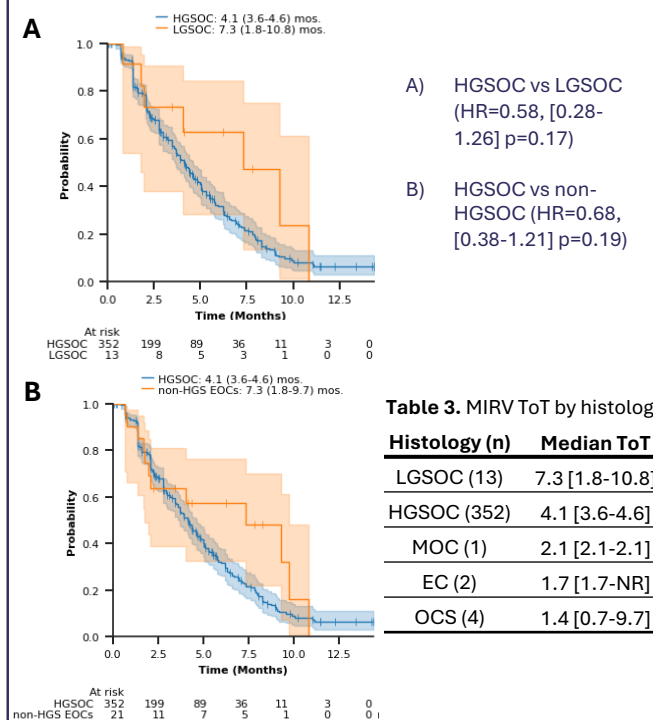 A
HGSOC: 4.1 (3.6-4.6) mos.
LGSOC: 7.3 (1.8-10.8) mos.
1.0
0.8
0.6
0.4
0.2
0.0
Probability
0.0 2.5 5.0 7.5 10.0 12.5
Time (Months)
At risk
HGSOC 352 199 89 36 11 3 0
LGSOC 13 8 5 3 1 0 0
A) HGSOC vs LGSOC
(HR=0.58, [0.28-
1.26] p=0.17)
B) HGSOC vs non-
HGSOC (HR=0.68,
[0.38-1.21] p=0.19)
B
HGSOC: 4.1 (3.6-4.6) mos.
non-HGS EOCs: 7.3 (1.8-9.7) mos.
1.0
0.8
0.6
0.4
0.2
0.0
Probability
0.0 2.5 5.0 7.5 10.0 12.5
Time (Months)
At risk
HGSOC 352 199 89 36 11 3 0
non-HGS EOCs 21 11 7 5 1 0 0
Table 3. MIRV ToT by histolog
Histology (n) Median ToT
LGSOC (13) 7.3 [1.8-10.8]
HGSOC (352) 4.1 [3.6-4.6]
MOC (1) 2.1 [2.1-2.1]
EC (2) 1.7 [1.7-NR]
OCS (4) 1.4 [0.7-9.7]